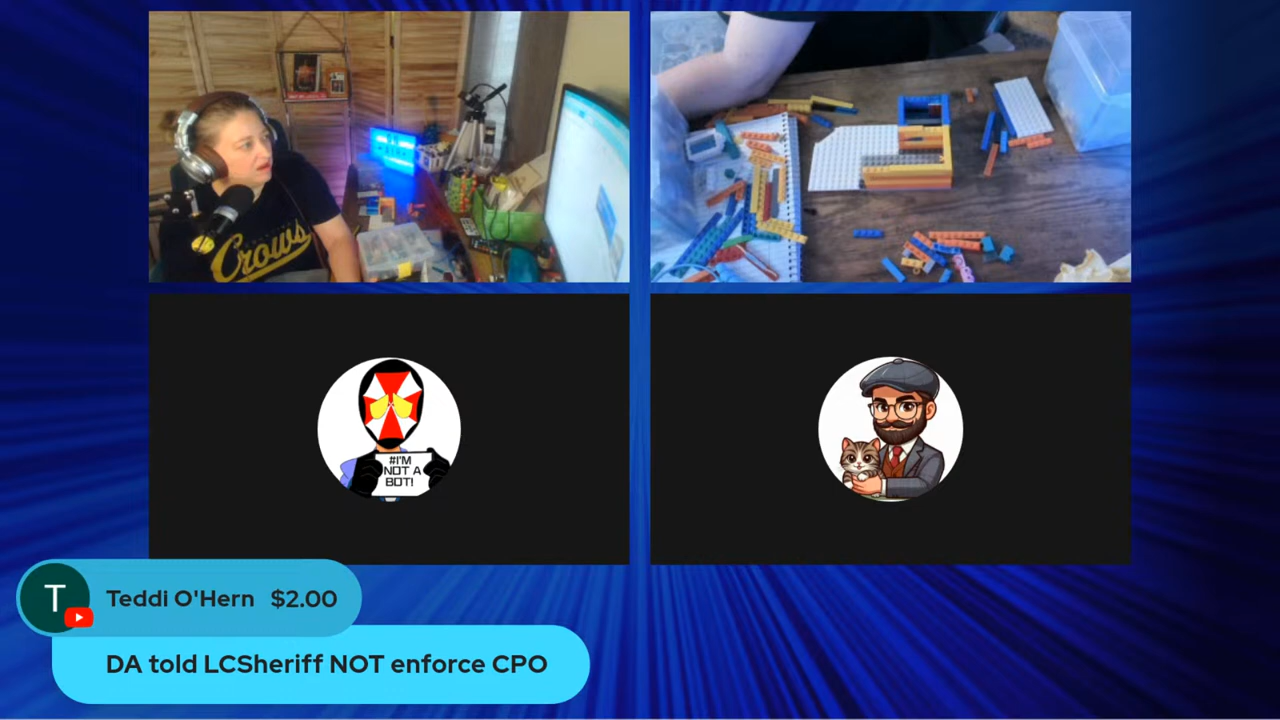 Crows
#I'M
NOT A
BOT!
T
Teddi O'Hern $2.00
DA told LCSheriff NOT enforce CPO